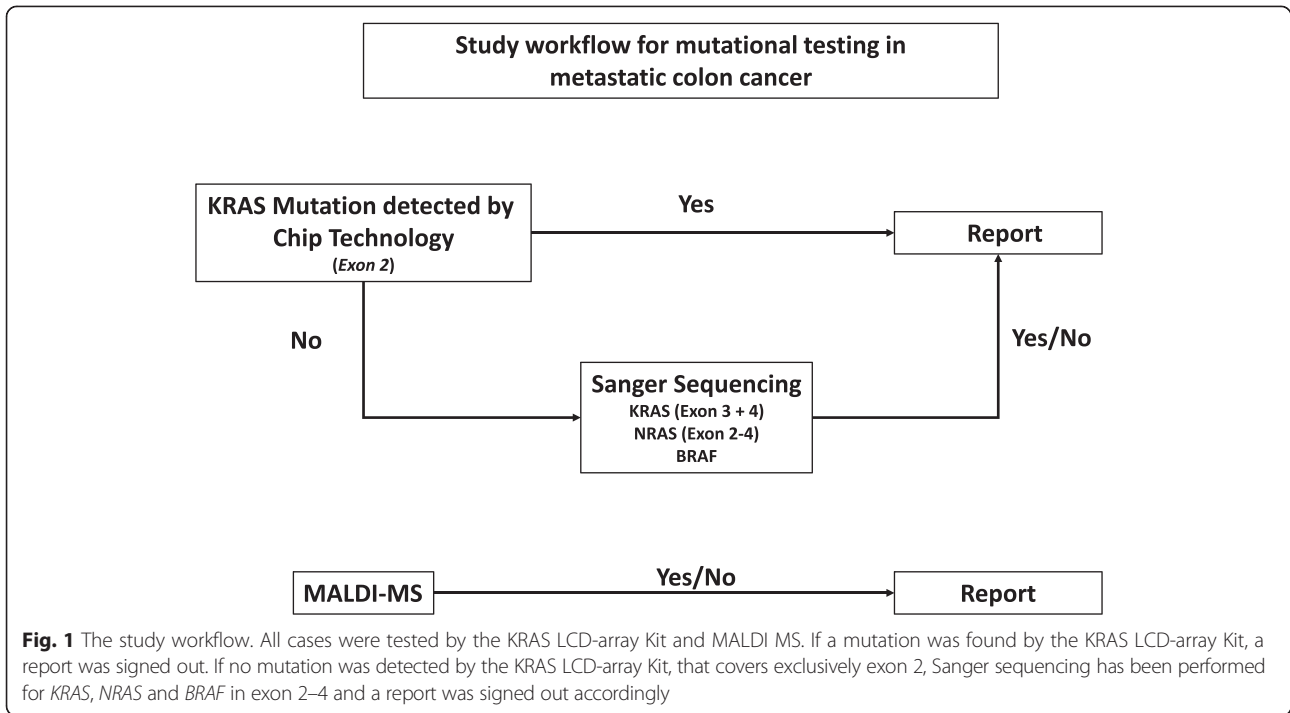 Study workflow for mutational testing in
metastatic colon cancer
KRAS Mutation detected by
Chip Technology
(Exon 2)
Yes
Report
No
Yes/No
Sanger Sequencing
KRAS (Exon 3 + 4)
NRAS (Exon 2-4)
BRAF
MALDI-MS
Yes/No
Report
Fig. 1 The study workflow. All cases were tested by the KRAS LCD-array Kit and MALDI MS. If a mutation was found by the KRAS LCD-array Kit, a
report was signed out. If no mutation was detected by the KRAS LCD-array Kit, that covers exclusively exon 2, Sanger sequencing has been performed
for KRAS, NRAS and BRAF in exon 2–4 and a report was signed out accordingly